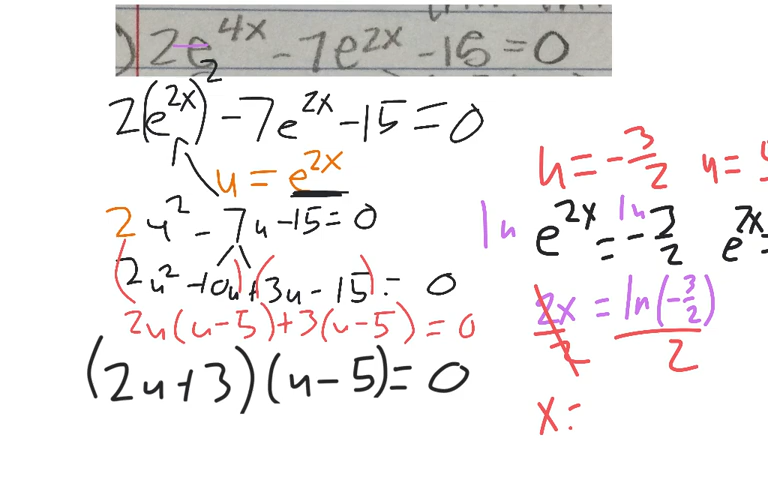 ) 2e^{4x} - 7e^{2x} - 15 = 0
2(e^{2x})^2 - 7e^{2x} - 15 = 0
u = e^{2x}
2u^2 - 7u - 15 = 0
(2u^2 - 10u) + (3u - 15) = 0
2u(u - 5) + 3(u - 5) = 0
(2u + 3)(u - 5) = 0
u = -3/2 u =
ln e^{2x} = ln -3/2 e^{2x} =
2x/2 = ln(-3/2)/2
x =